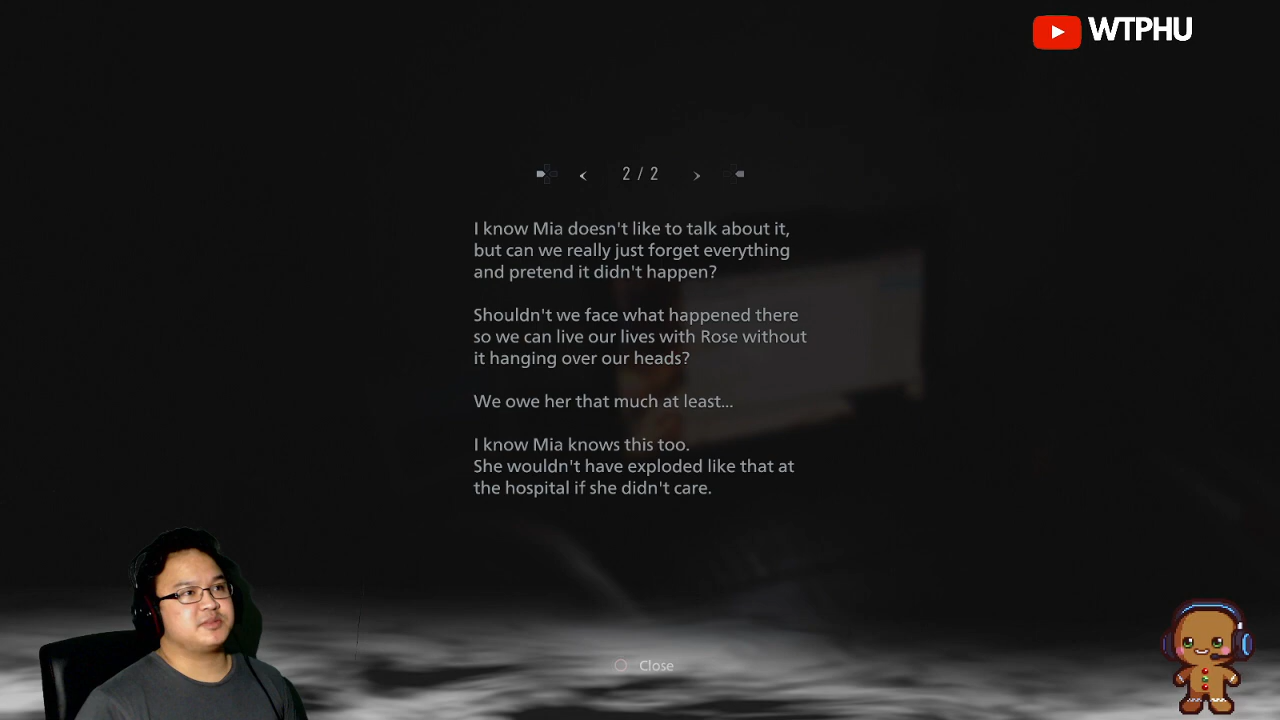 WTPHU
2 / 2
I know Mia doesn't like to talk about it,
but can we really just forget everything
and pretend it didn't happen?
Shouldn't we face what happened there
so we can live our lives with Rose without
it hanging over our heads?
We owe her that much at least...
I know Mia knows this too.
She wouldn't have exploded like that at
the hospital if she didn't care.
Close